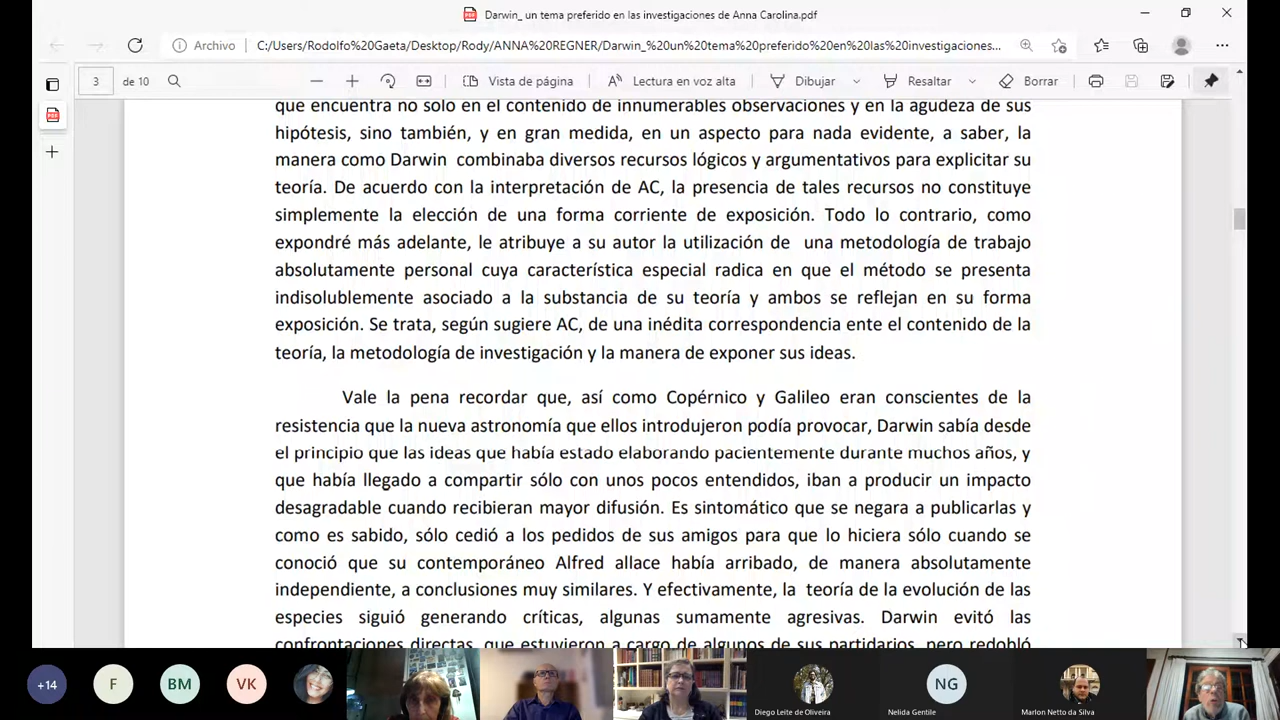 Darwin_ un tema preferido en las investigaciones de Anna Carolina.pdf
Archivo
C:/Users/Rodolfo%20Gaeta/Desktop/Rody/ANNA%20REGNER/Darwin_%20un%20tema%20preferido%20en%20las%20investigaciones...
3 de 10 Vista de página Lectura en voz alta Dibujar Resaltar Borrar
que encuentra no solo en el contenido de innumerables observaciones y en la agudeza de sus
hipótesis, sino también, y en gran medida, en un aspecto para nada evidente, a saber, la
manera como Darwin combinaba diversos recursos lógicos y argumentativos para explicitar su
teoría. De acuerdo con la interpretación de AC, la presencia de tales recursos no constituye
simplemente la elección de una forma corriente de exposición. Todo lo contrario, como
expondré más adelante, le atribuye a su autor la utilización de una metodología de trabajo
absolutamente personal cuya característica especial radica en que el método se presenta
indisolublemente asociado a la substancia de su teoría y ambos se reflejan en su forma
exposición. Se trata, según sugiere AC, de una inédita correspondencia ente el contenido de la
teoría, la metodología de investigación y la manera de exponer sus ideas.
Vale la pena recordar que, así como Copérnico y Galileo eran conscientes de la
resistencia que la nueva astronomía que ellos introdujeron podía provocar, Darwin sabía desde
el principio que las ideas que había estado elaborando pacientemente durante muchos años, y
que había llegado a compartir sólo con unos pocos entendidos, iban a producir un impacto
desagradable cuando recibieran mayor difusión. Es sintomático que se negara a publicarlas y
como es sabido, sólo cedió a los pedidos de sus amigos para que lo hiciera sólo cuando se
conoció que su contemporáneo Alfred allace había arribado, de manera absolutamente
independiente, a conclusiones muy similares. Y efectivamente, la teoría de la evolución de las
especies siguió generando críticas, algunas sumamente agresivas. Darwin evitó las
confrontaciones directas, que estuvieron a cargo de algunos de sus partidarios, pero redobló
+14 F BM VK NG
Diego Leite de Oliveira Nelida Gentile Marlon Netto da Silva